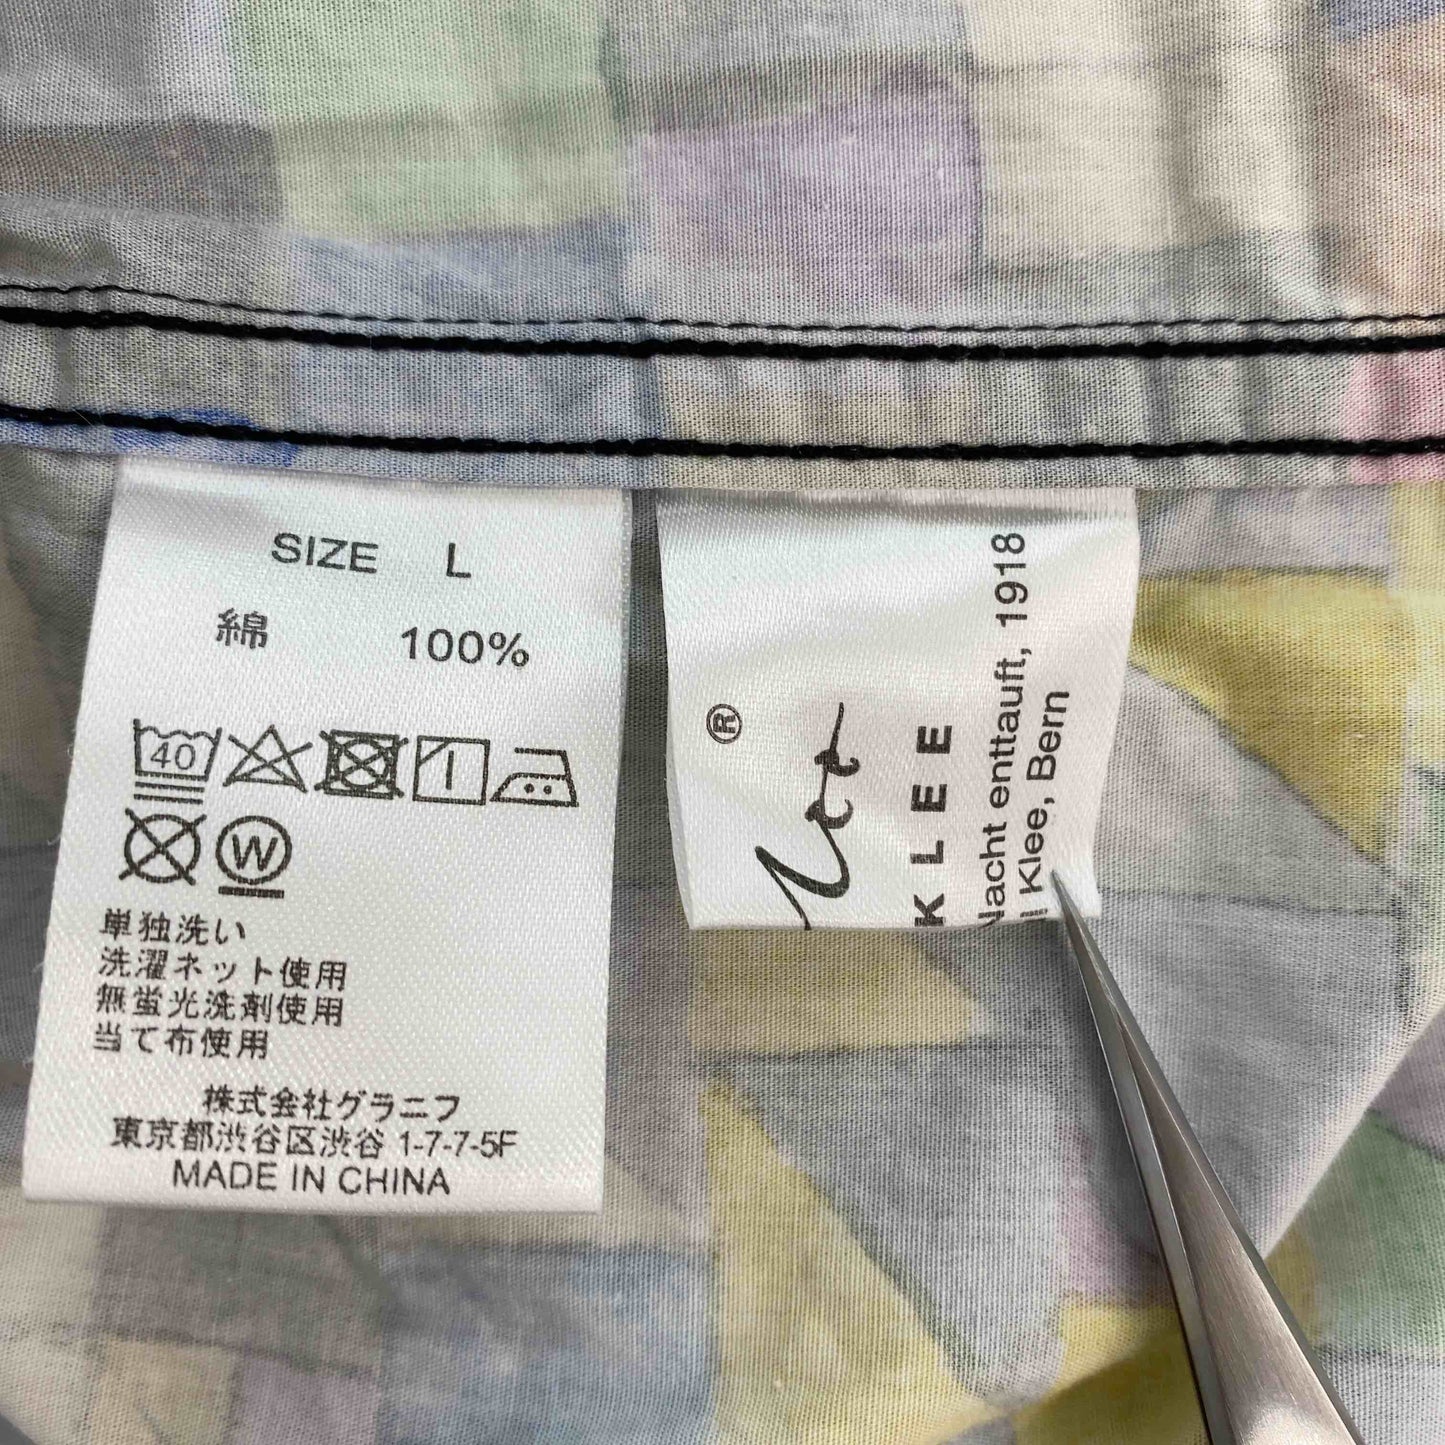 SIZE L
綿 100%
40
W
単独洗い
洗濯ネット使用
無蛍光洗剤使用
当て布使用
株式会社グラニフ
東京都渋谷区渋谷 1-7-7-5F
MADE IN CHINA
®
KLEE
Nacht enttauft, 1918
Klee, Bern